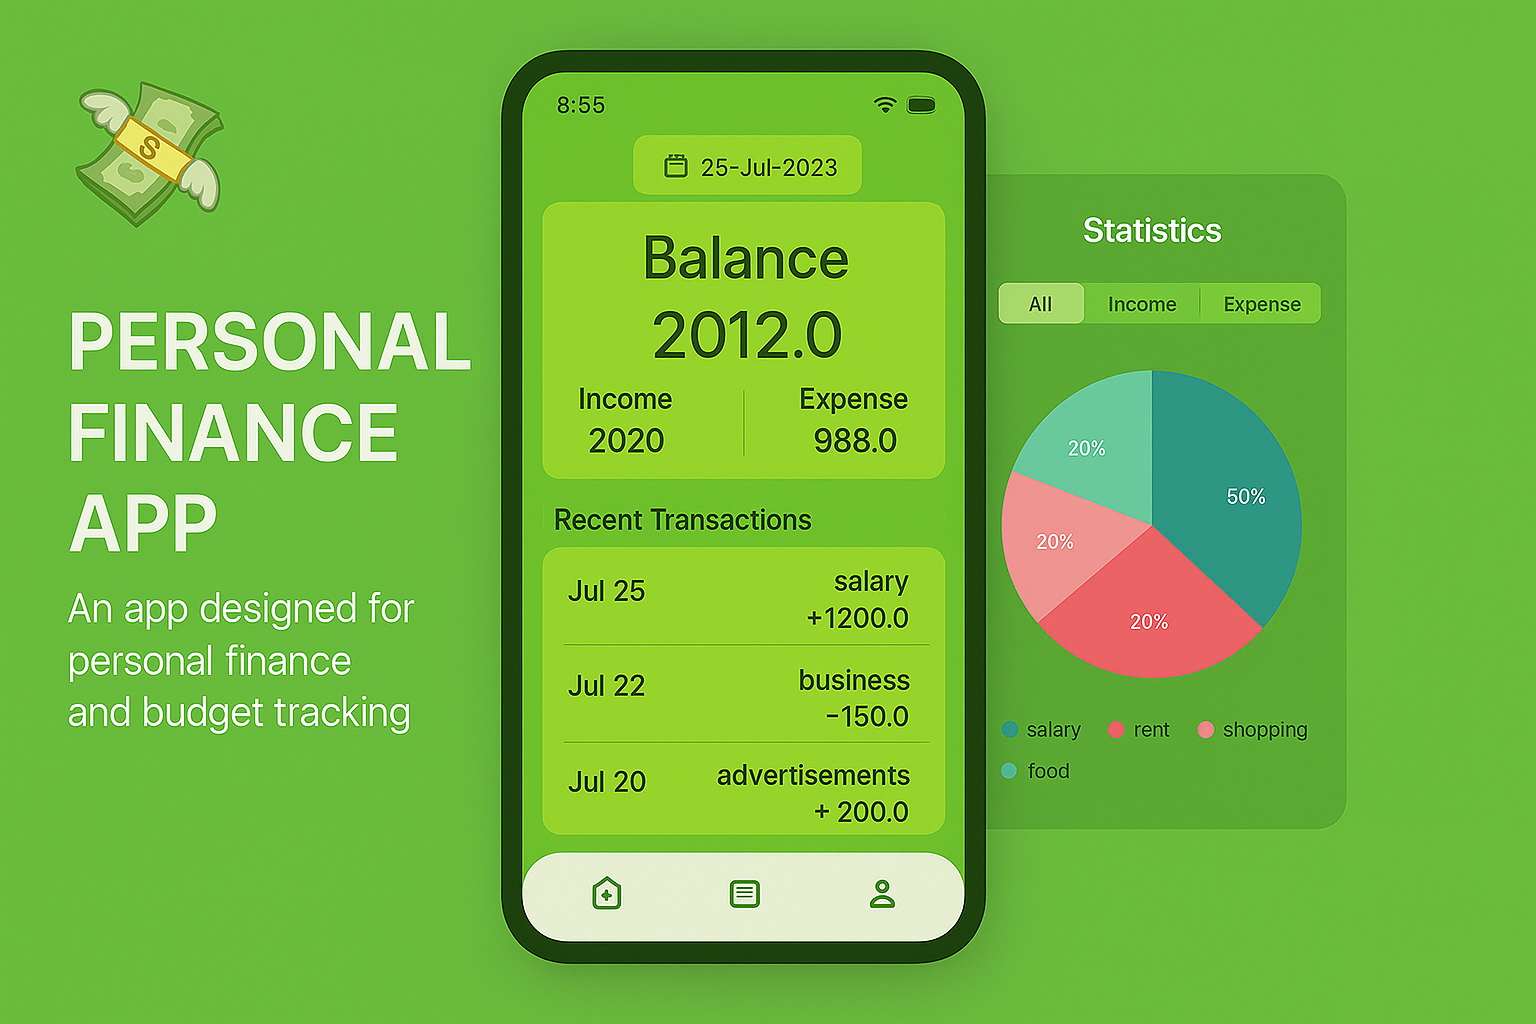 S
PERSONAL
FINANCE
APP
An app designed for
personal finance
and budget tracking
8:55
25-Jul-2023
Balance
2012.0
Income Expense
2020 988.0
Recent Transactions
Jul 25 salary
+1200.0
Jul 22 business
-150.0
Jul 20 advertisements
+ 200.0
Statistics
All Income Expense
20%
50%
20%
20%
salary rent shopping
food